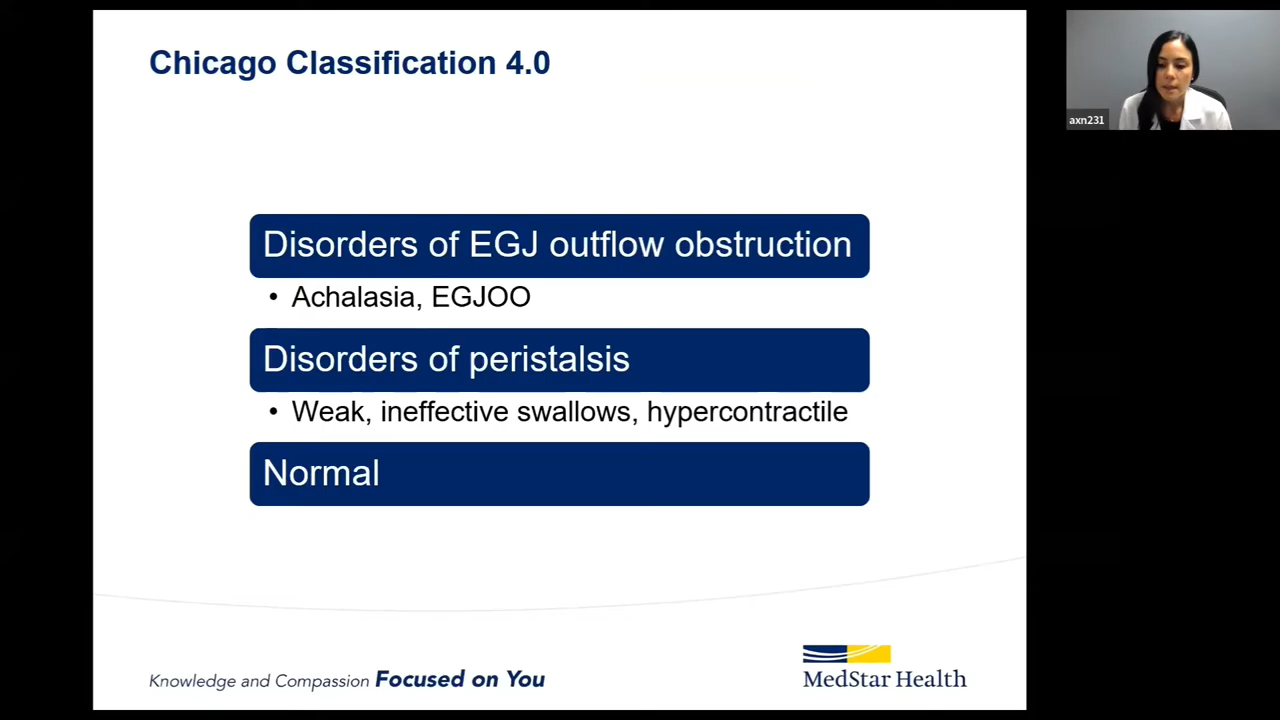 Chicago Classification 4.0
axn231
Disorders of EGJ outflow obstruction
• Achalasia, EGJOO
Disorders of peristalsis
• Weak, ineffective swallows, hypercontractile
Normal
Knowledge and Compassion Focused on You
MedStar Health